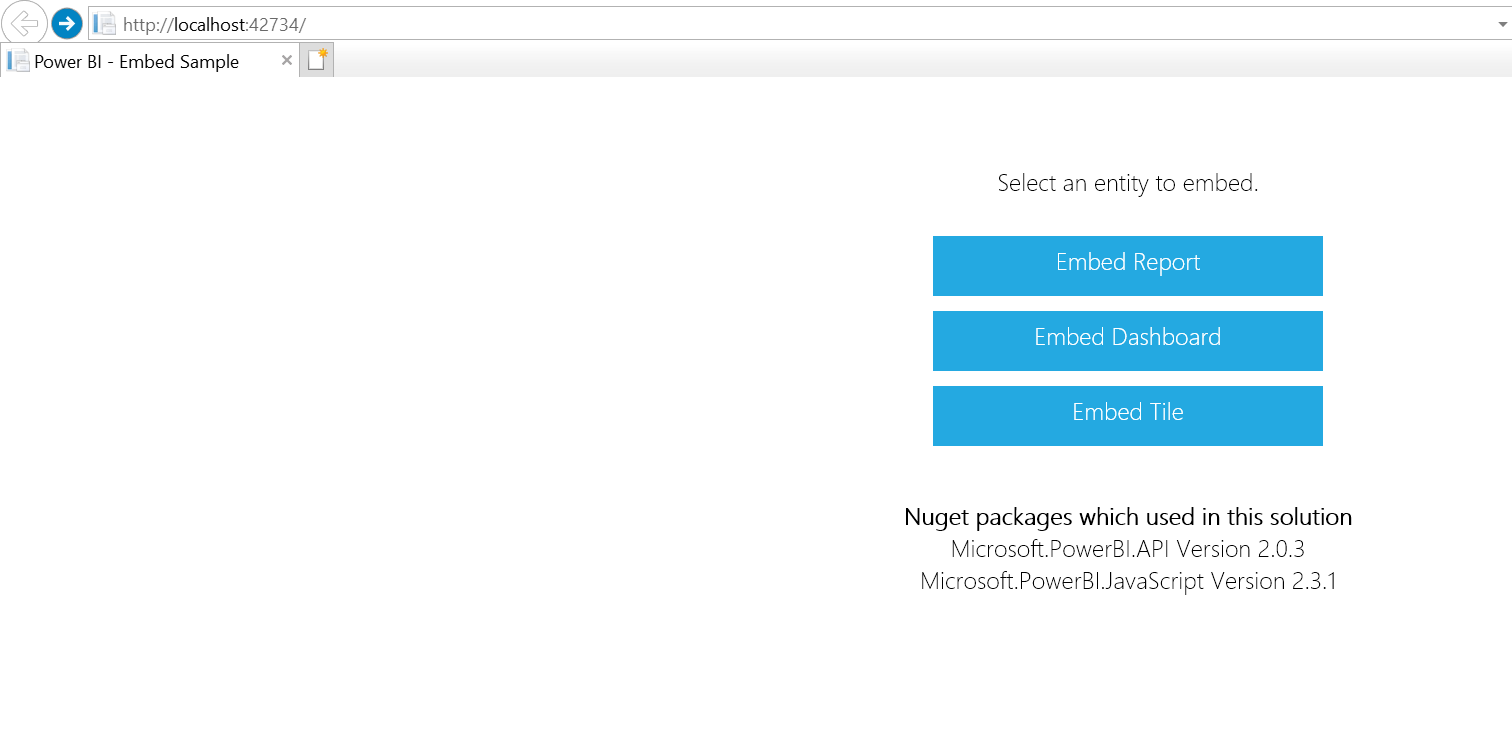 http://localhost:42734/
Power BI - Embed Sample
Select an entity to embed.
Embed Report
Embed Dashboard
Embed Tile
Nuget packages which used in this solution
Microsoft.PowerBI.API Version 2.0.3
Microsoft.PowerBI.JavaScript Version 2.3.1